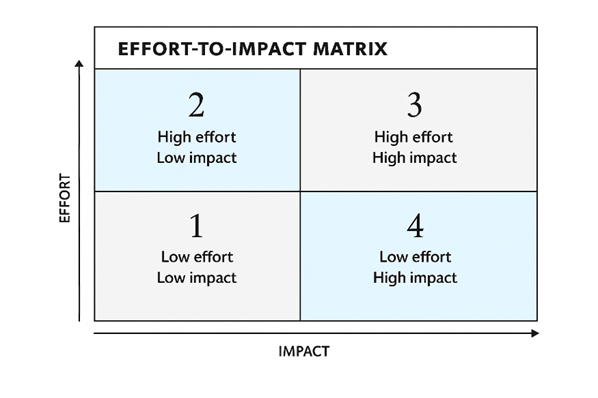 EFFORT-TO-IMPACT MATRIX
2
High effort
Low impact
3
High effort
High impact
1
Low effort
Low impact
4
Low effort
High impact
EFFORT
IMPACT